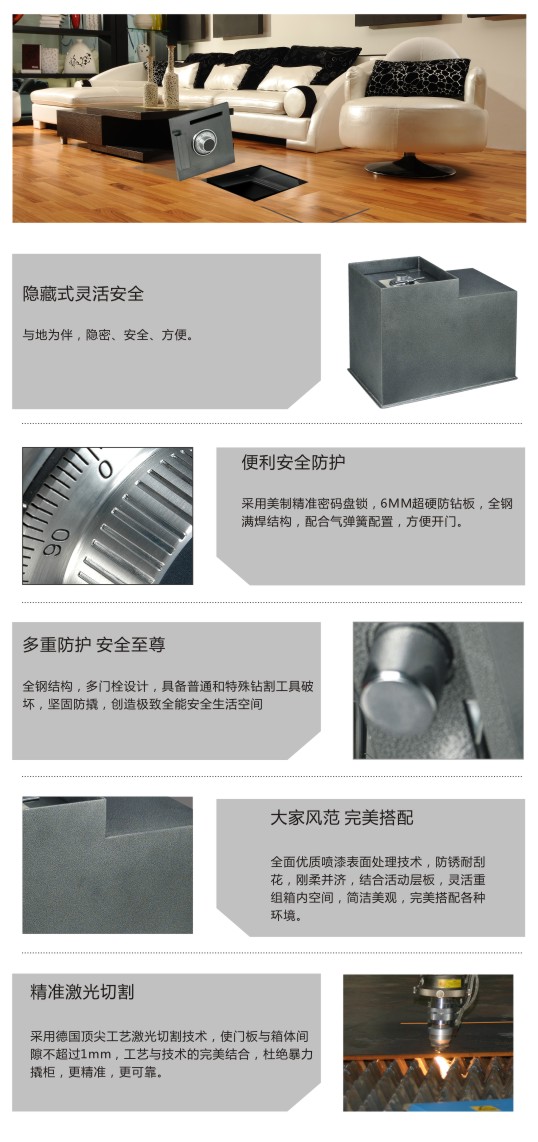 隐藏式灵活安全
与地为伴，隐密、安全、方便。
0
90
便利安全防护
采用美制精准密码盘锁，6MM超硬防钻板，全钢
满焊结构，配合气弹簧配置，方便开门。
多重防护 安全至尊
全钢结构，多门栓设计，具备普通和特殊钻割工具破
坏，坚固防撬，创造极致全能安全生活空间
大家风范 完美搭配
全面优质喷漆表面处理技术，防锈耐刮
花，刚柔并济，结合活动层板，灵活重
组箱内空间，简洁美观，完美搭配各种
环境。
精准激光切割
采用德国顶尖工艺激光切割技术，使门板与箱体间
隙不超过1mm，工艺与技术的完美结合，杜绝暴力
撬柜，更精准，更可靠。